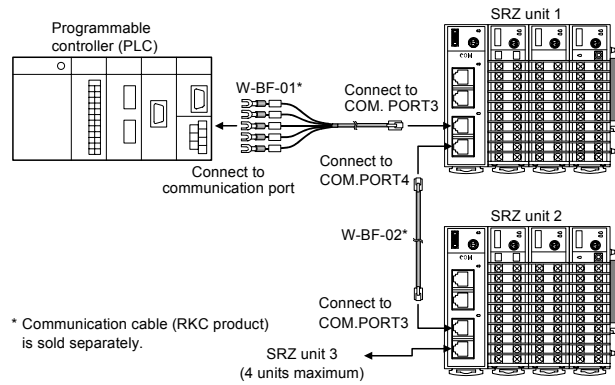 SRZ unit 1
Programmable
controller (PLC)
COM
W-BF-01*
Connect to
COM. PORT3
Connect to
communication port
Connect to
COM.PORT4
SRZ unit 2
W-BF-02*
COM
Connect to
COM.PORT3
* Communication cable (RKC product)
is sold separately.
SRZ unit 3
(4 units maximum)